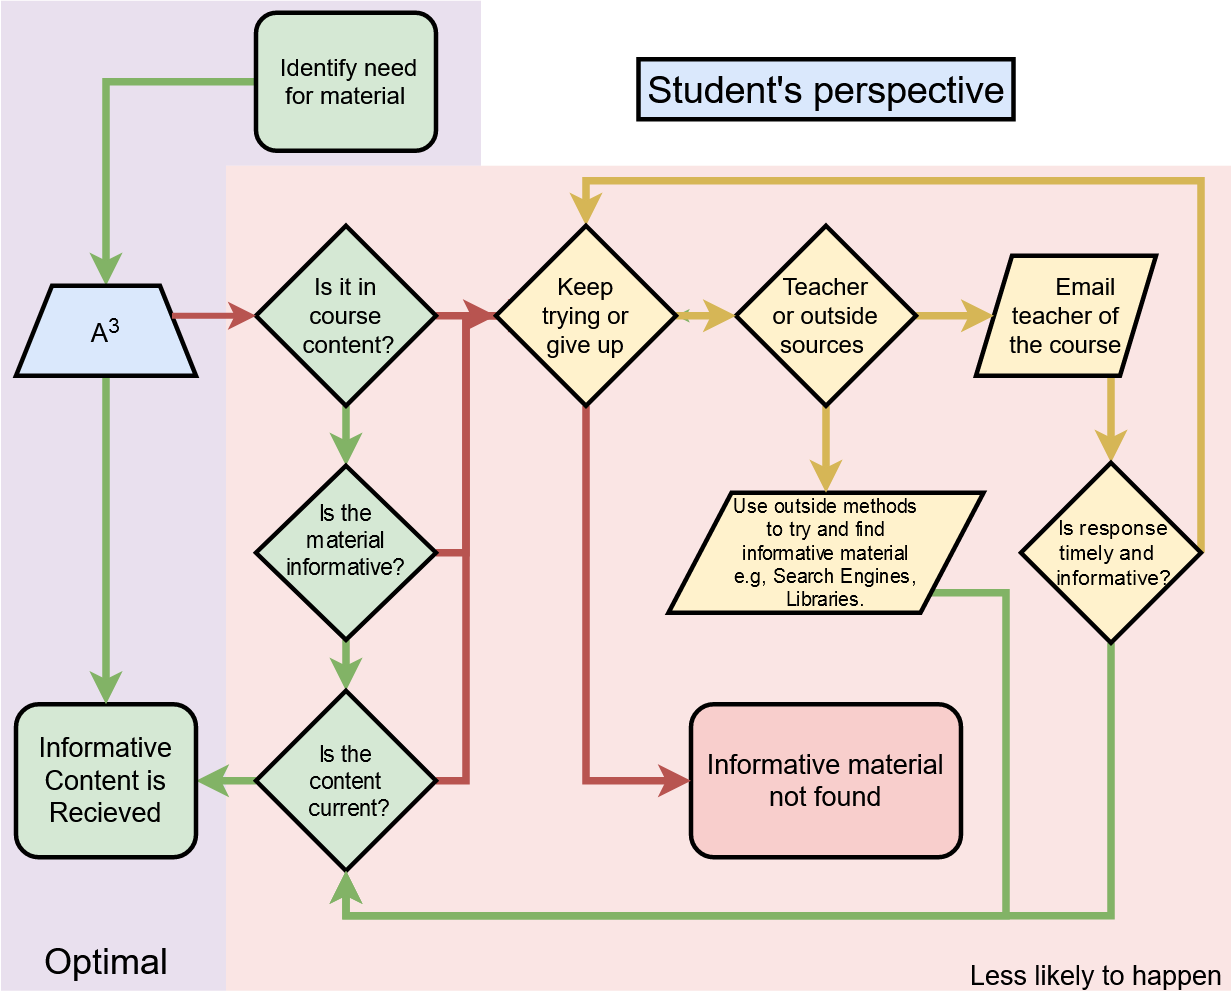 Identify need
for material
Student's perspective
A³
Is it in
course
content?
Keep
trying or
give up
Teacher
or outside
sources
Email
teacher of
the course
Is the
material
informative?
Use outside methods
to try and find
informative material
e.g, Search Engines,
Libraries.
Is response
timely and
informative?
Informative
Content is
Recieved
Is the
content
current?
Informative material
not found
Optimal
Less likely to happen